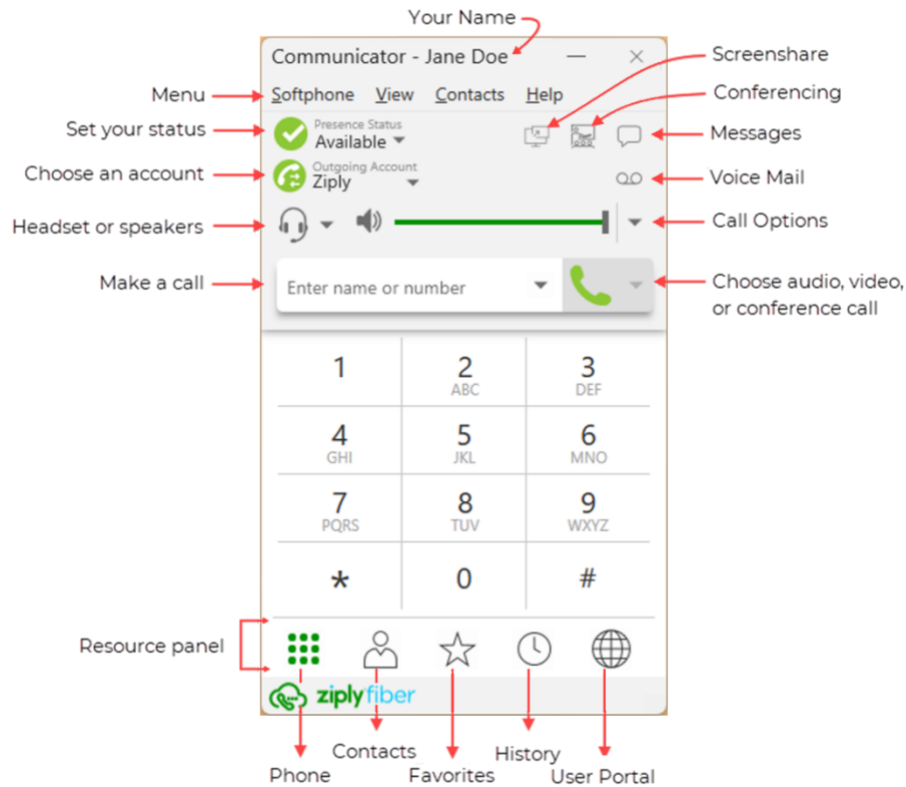 Your Name
Communicator - Jane Doe
Screenshare
Menu
Softphone View Contacts Help
Conferencing
Set your status
Presence Status
Available
Messages
Choose an account
Outgoing Account
Ziply
Voice Mail
Headset or speakers
Call Options
Make a call
Enter name or number
Choose audio, video,
or conference call
1 2 3
ABC DEF
4 5 6
GHI JKL MNO
7 8 9
PQRS TUV WXYZ
* 0 #
Resource panel
ziply fiber
Contacts
History
Phone
Favorites
User Portal